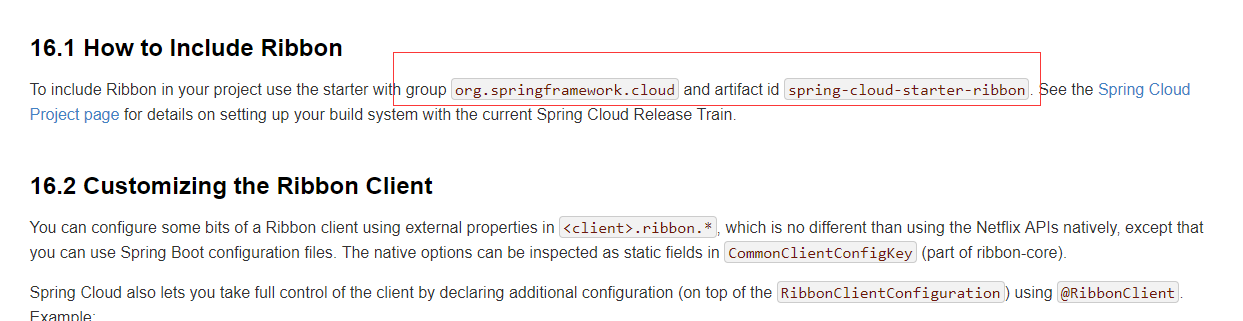 16.1 How to Include Ribbon
To include Ribbon in your project use the starter with group org.springframework.cloud and artifact id spring-cloud-starter-ribbon. See the Spring Cloud
Project page for details on setting up your build system with the current Spring Cloud Release Train.
16.2 Customizing the Ribbon Client
You can configure some bits of a Ribbon client using external properties in <client>.ribbon.*, which is no different than using the Netflix APIs natively, except that
you can use Spring Boot configuration files. The native options can be inspected as static fields in CommonClientConfigKey (part of ribbon-core).
Spring Cloud also lets you take full control of the client by declaring additional configuration (on top of the RibbonClientConfiguration) using @RibbonClient.
Example: